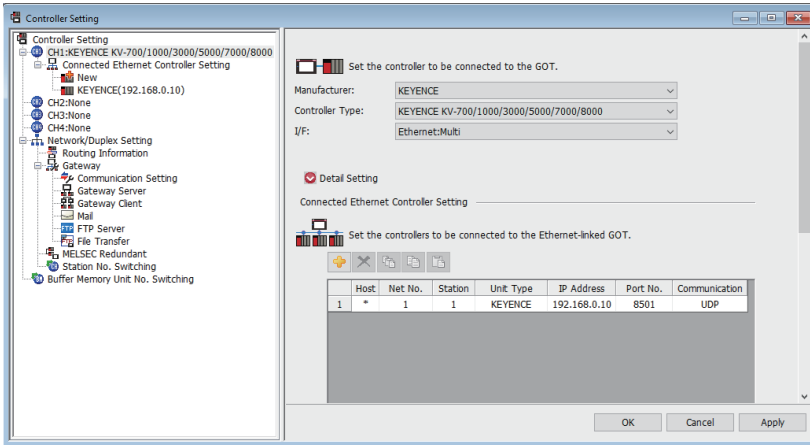 Controller Setting
Controller Setting
CH1:KEYENCE KV-700/1000/3000/5000/7000/8000
Connected Ethernet Controller Setting
New
KEYENCE(192.168.0.10)
CH2:None
CH3:None
CH4:None
Network/Duplex Setting
Routing Information
Gateway
Communication Setting
Gateway Server
Gateway Client
Mail
FTP Server
File Transfer
MELSEC Redundant
Station No. Switching
Buffer Memory Unit No. Switching
Set the controller to be connected to the GOT.
Manufacturer: KEYENCE
Controller Type: KEYENCE KV-700/1000/3000/5000/7000/8000
I/F: Ethernet:Multi
Detail Setting
Connected Ethernet Controller Setting
Set the controllers to be connected to the Ethernet-linked GOT.
Host Net No. Station Unit Type IP Address Port No. Communication
1 * 1 1 KEYENCE 192.168.0.10 8501 UDP
OK Cancel Apply